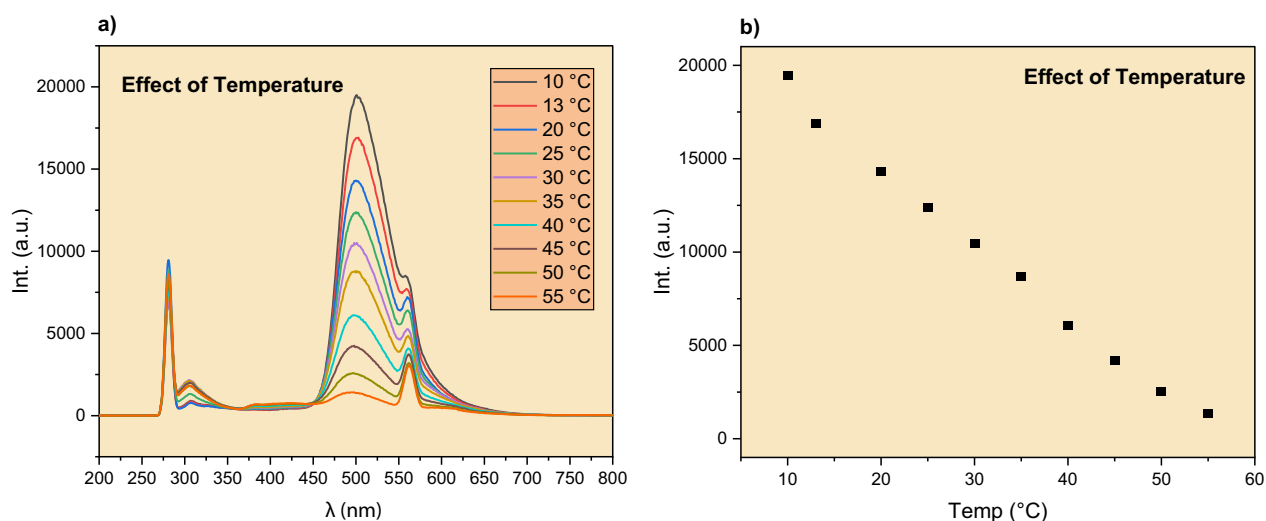 a)
Effect of Temperature
10 °C
13 °C
20 °C
25 °C
30 °C
35 °C
40 °C
45 °C
50 °C
55 °C
20000
15000
10000
5000
0
Int. (a.u.)
200 250 300 350 400 450 500 550 600 650 700 750 800
λ (nm)
b)
Effect of Temperature
20000
15000
10000
5000
0
Int. (a.u.)
10 20 30 40 50 60
Temp (°C)